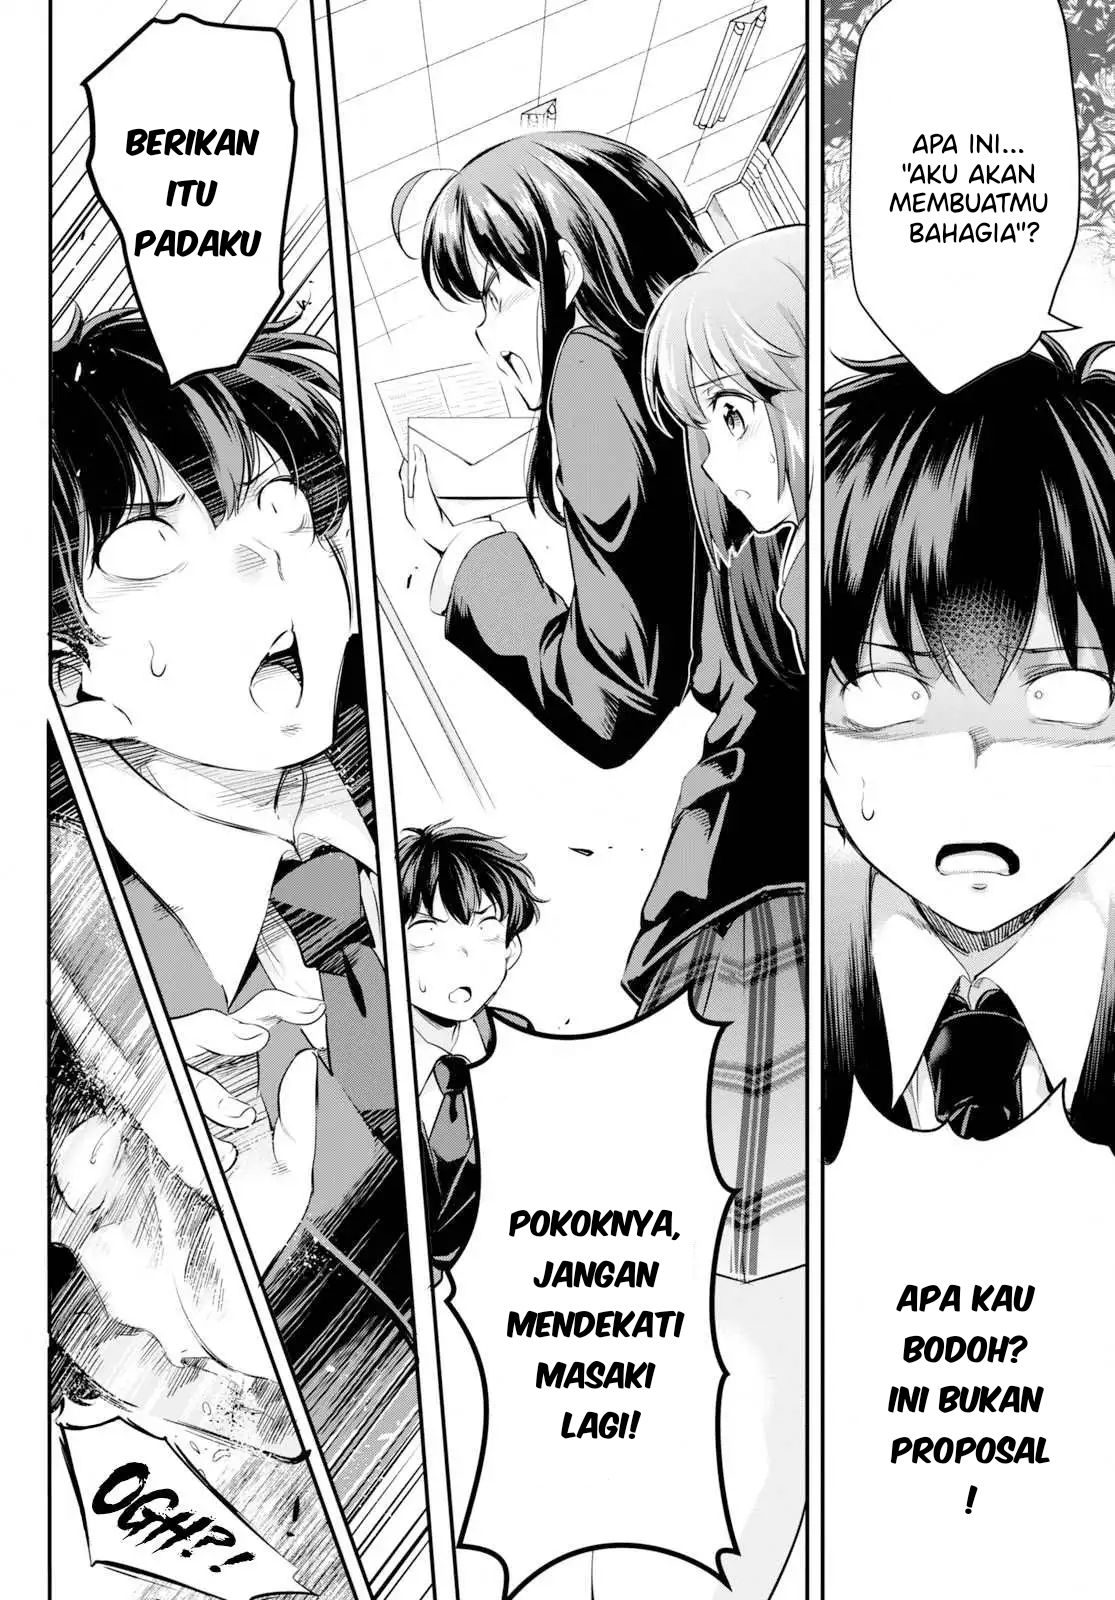 APA INI...
"AKU AKAN
MEMBUATMU
BAHAGIA"?
APA KAU
BODOH?
INI BUKAN
PROPOSAL
!
POKOKNYA,
JANGAN
MENDEKATI
MASAKI
LAGI!
BERIKAN
ITU
PADAKU
OGH?!